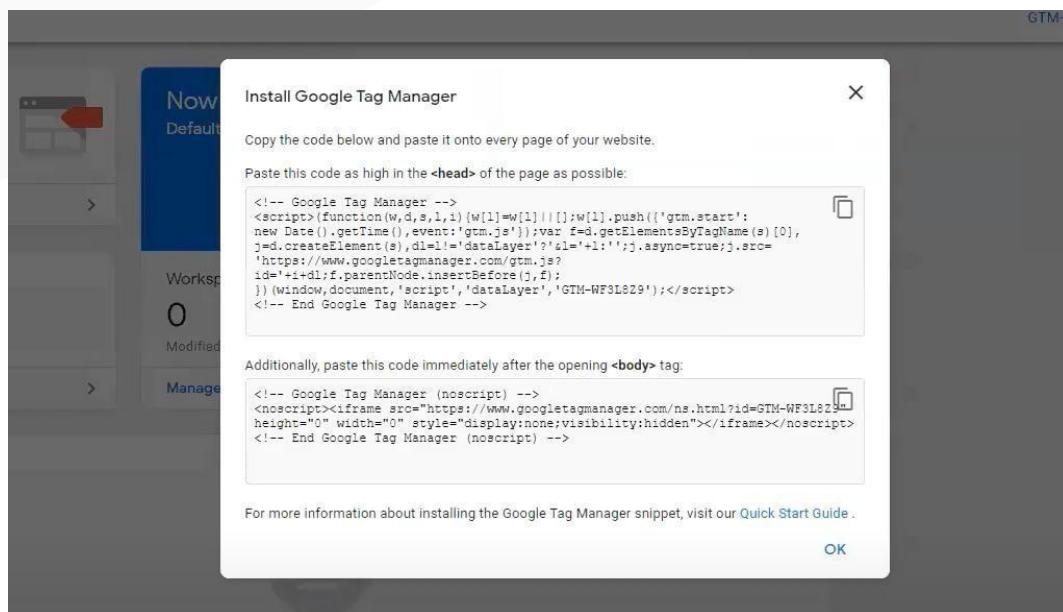 GTM-
Now
Default
Install Google Tag Manager
Copy the code below and paste it onto every page of your website.
Paste this code as high in the <head> of the page as possible:
<!-- Google Tag Manager -->
<script>(function(w,d,s,l,i){w[l]=w[l]||[];w[l].push({'gtm.start':
new Date().getTime(),event:'gtm.js'});var f=d.getElementsByTagName(s)[0],
j=d.createElement(s),dl=l!='dataLayer'?'&l='+l:'';j.async=true;j.src=
'https://www.googletagmanager.com/gtm.js?
id='+i+dl;f.parentNode.insertBefore(j,f);
})(window,document,'script','dataLayer','GTM-WF3L8Z9');</script>
<!-- End Google Tag Manager -->
Worksp
0
Modified
Manage
Additionally, paste this code immediately after the opening <body> tag:
<!-- Google Tag Manager (noscript) -->
<noscript><iframe src="https://www.googletagmanager.com/ns.html?id=GTM-WF3L8Z9"
height="0" width="0" style="display:none;visibility:hidden"></iframe></noscript>
<!-- End Google Tag Manager (noscript) -->
For more information about installing the Google Tag Manager snippet, visit our Quick Start Guide .
OK